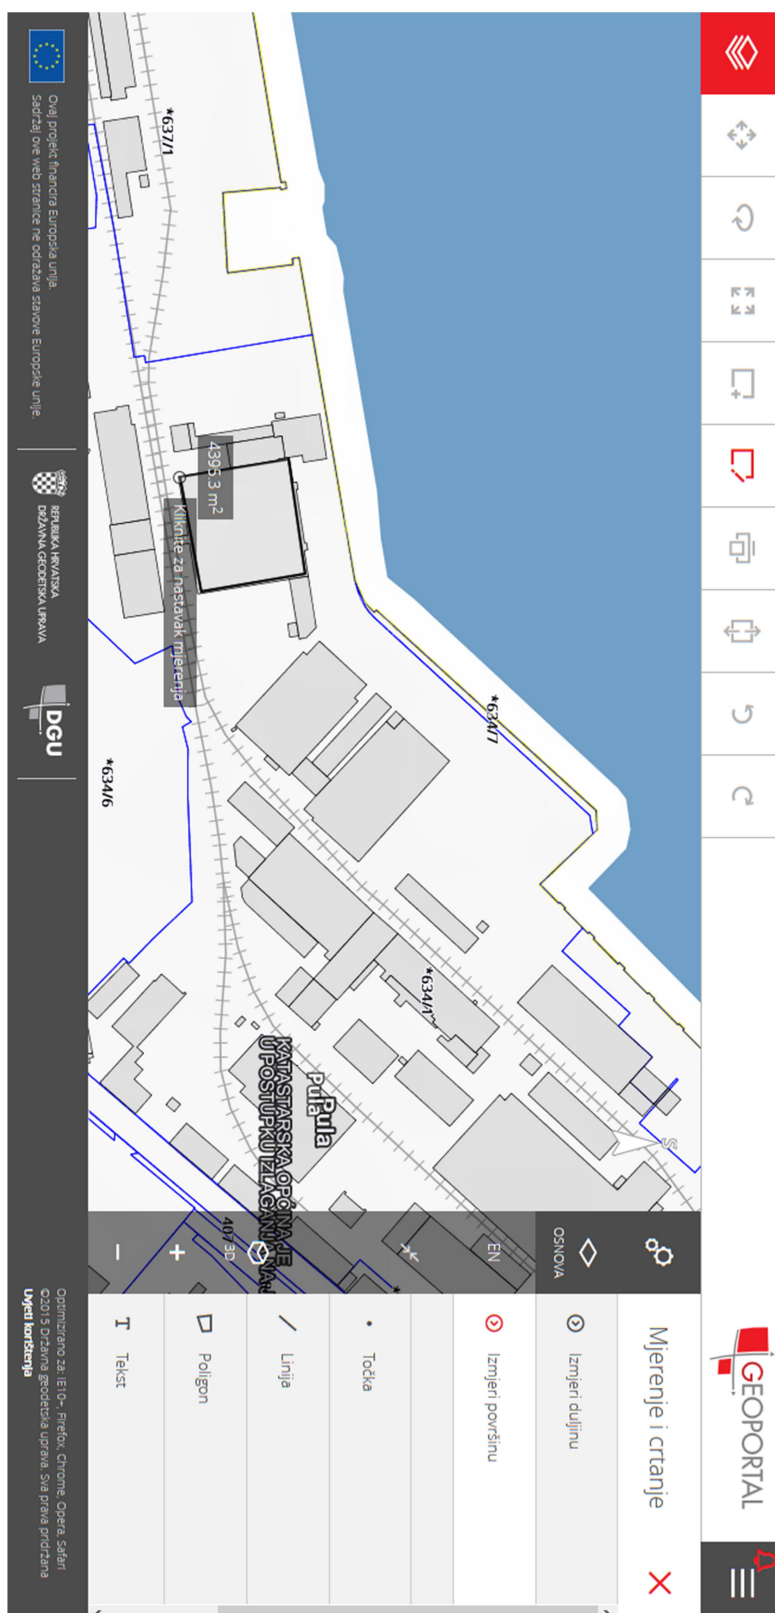 GEOPORTAL
Mjerenje i crtanje
Izmjeri duljinu
Izmjeri površinu
Točka
Linija
Poligon
T Tekst
OSNOVA
EN
3D
S
*637/1
*634/7
*634/1
*634/6
4073
4395.3 m²
Kliknite za nastavak mjerenja
Pula
Pula
KATASTARSKA OPĆINA JE
U POSTUPKU IZLAGANJA NA
Ovaj projekt financira Europska unija.
Sadržaj ove web stranice ne odražava stavove Europske unije.
REPUBLIKA HRVATSKA
DRŽAVNA GEODETSKA UPRAVA
DGU
Optimizirano za: IE10+, Firefox, Chrome, Opera, Safari
©2015 Državna geodetska uprava. Sva prava pridržana
Uvjeti korištenja